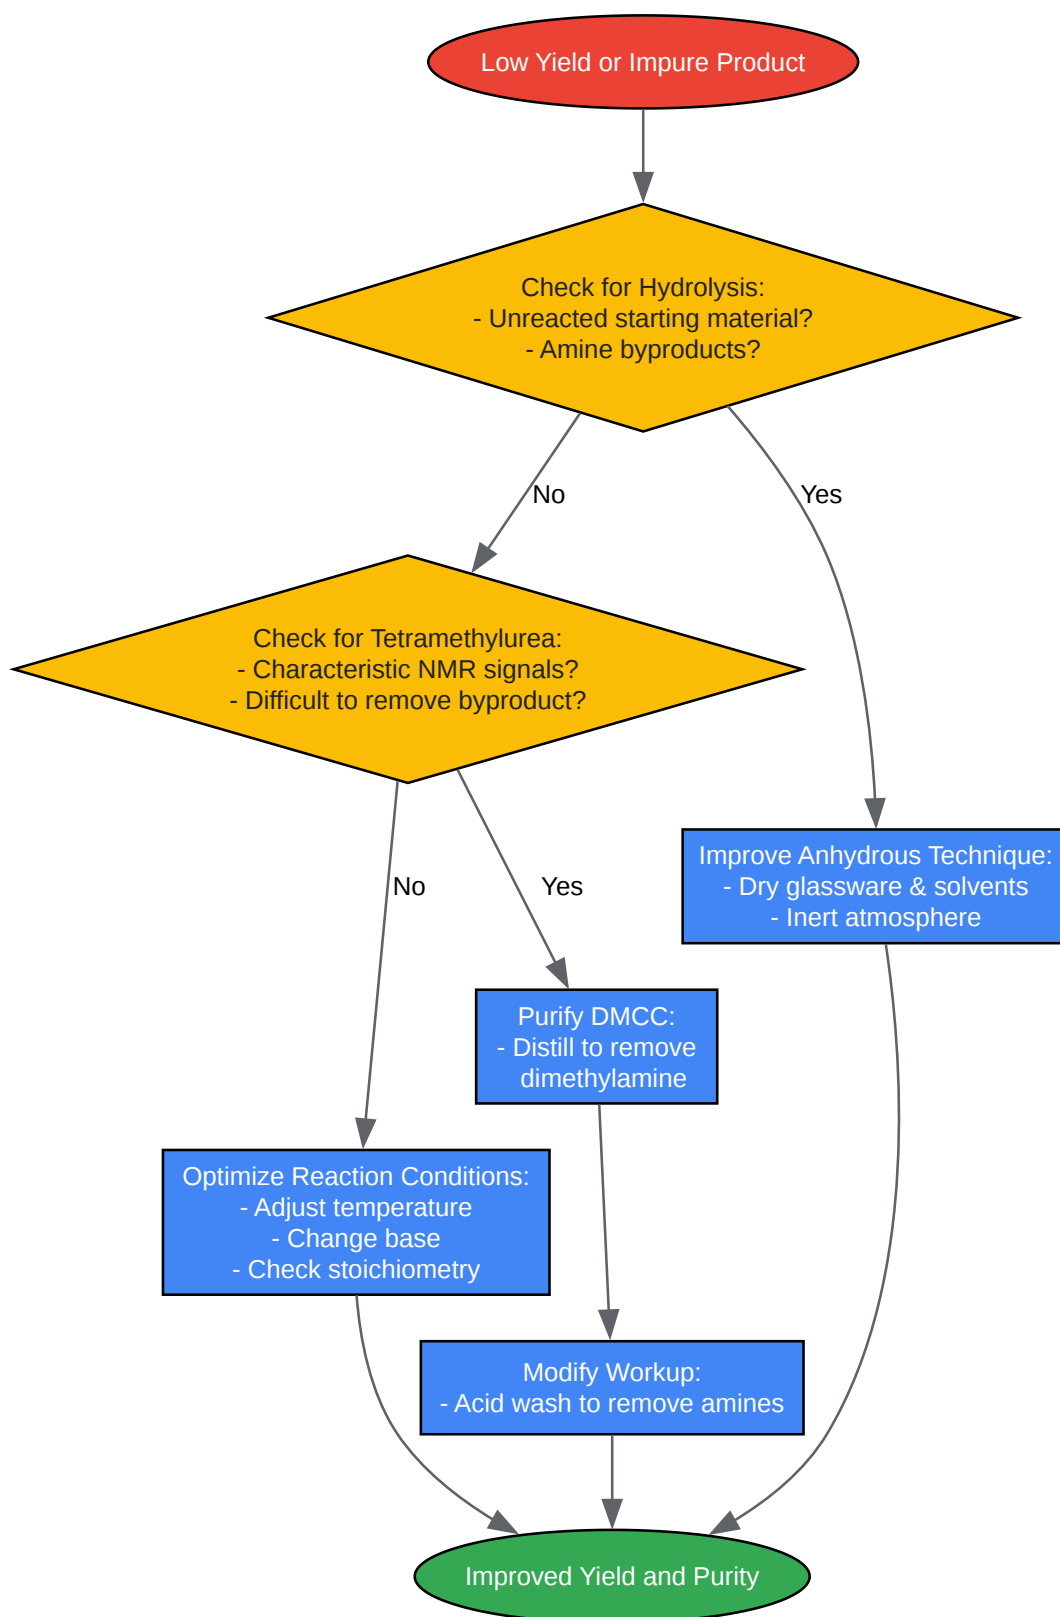 Low Yield or Impure Product
Check for Hydrolysis:
- Unreacted starting material?
- Amine byproducts?
No
Yes
Check for Tetramethylurea:
- Characteristic NMR signals?
- Difficult to remove byproduct?
Improve Anhydrous Technique:
- Dry glassware & solvents
- Inert atmosphere
No
Yes
Purify DMCC:
- Distill to remove
dimethylamine
Optimize Reaction Conditions:
- Adjust temperature
- Change base
- Check stoichiometry
Modify Workup:
- Acid wash to remove amines
Improved Yield and Purity